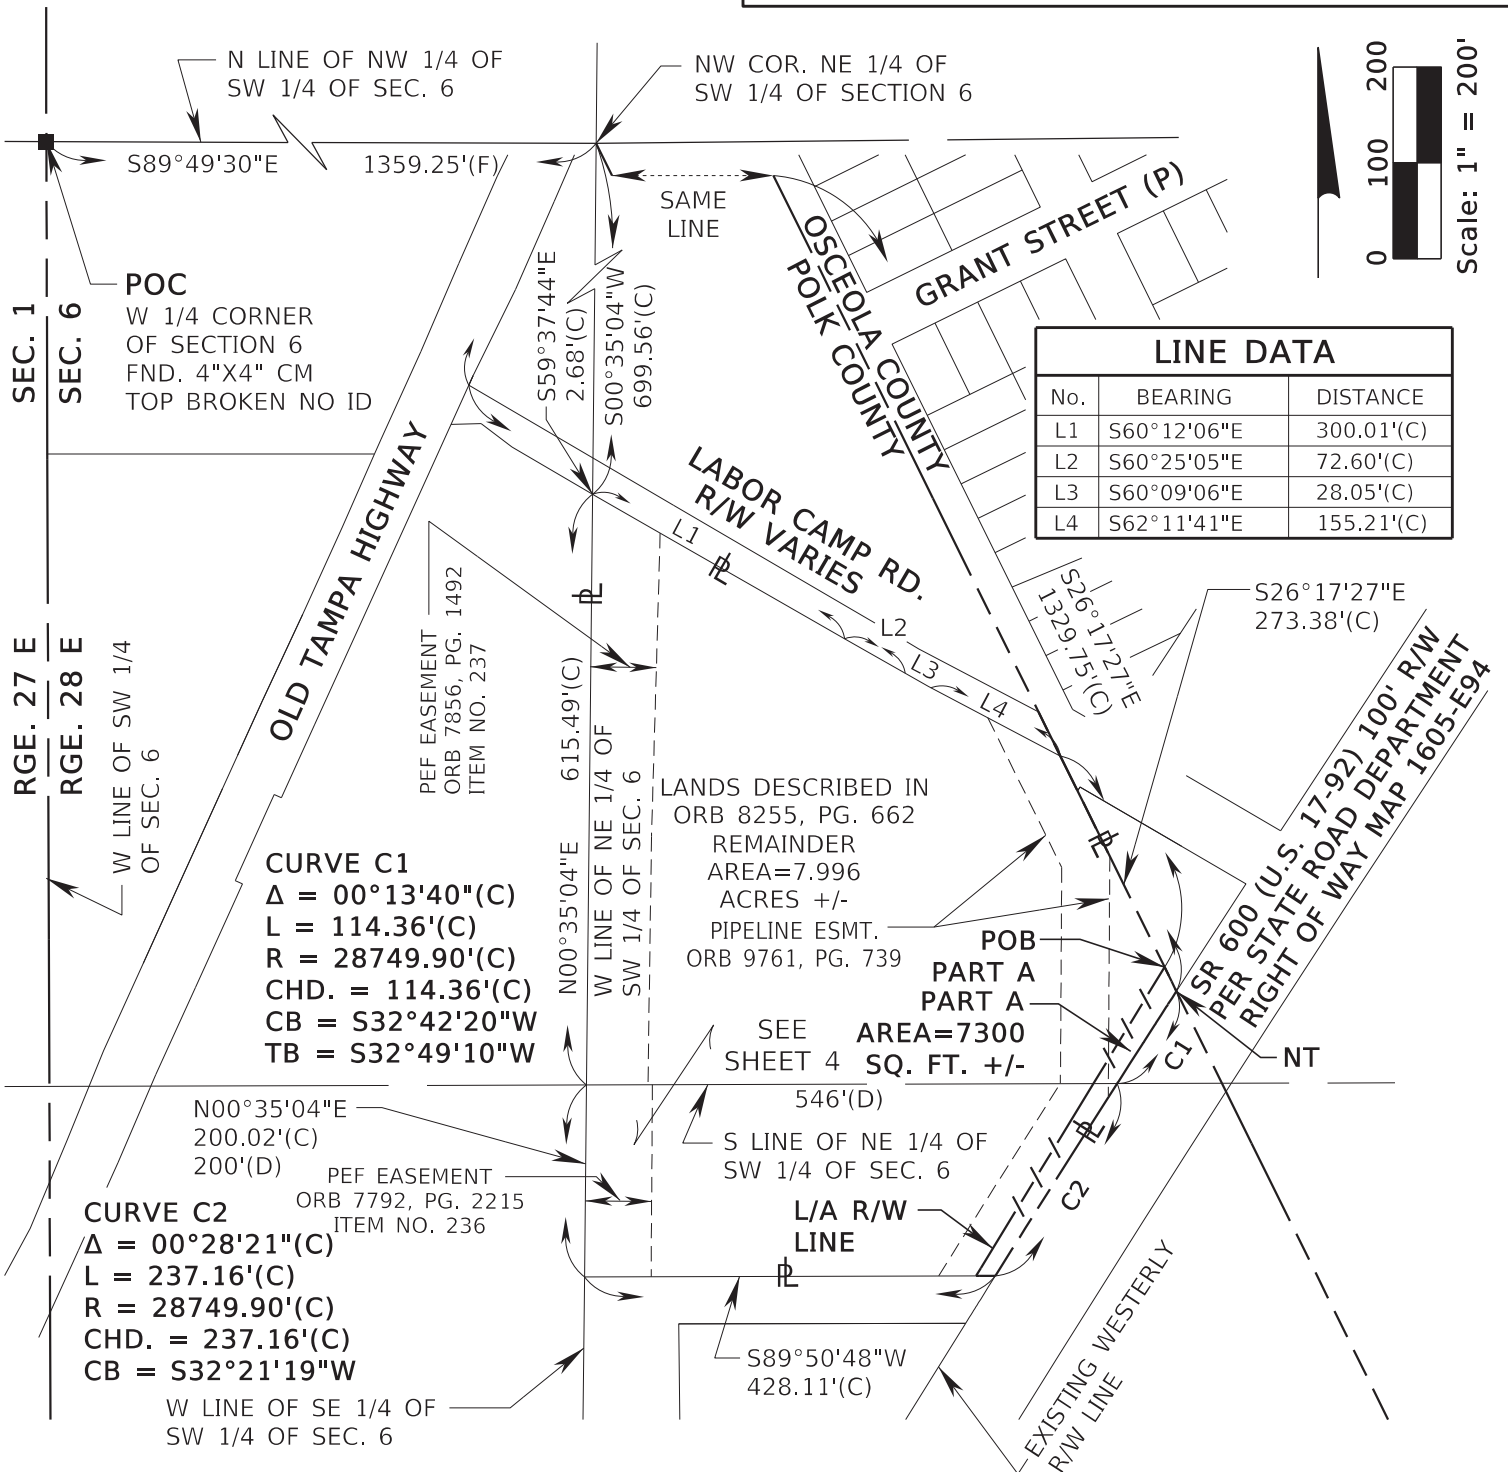 N LINE OF NW 1/4 OF
SW 1/4 OF SEC. 6
NW COR. NE 1/4 OF
SW 1/4 OF SECTION 6
200
100
0
Scale: 1" = 200'
S89°49'30"E
1359.25'(F)
SAME
LINE
GRANT STREET (P)
OSCEOLA COUNTY
POLK COUNTY
POC
W 1/4 CORNER
OF SECTION 6
FND. 4"X4" CM
TOP BROKEN NO ID
SEC. 1
SEC. 6
S59°37'44"E
2.68'(C)
S00°35'04"W
699.56'(C)
LINE DATA
No. BEARING DISTANCE
L1 S60°12'06"E 300.01'(C)
L2 S60°25'05"E 72.60'(C)
L3 S60°09'06"E 28.05'(C)
L4 S62°11'41"E 155.21'(C)
LABOR CAMP RD.
R/W VARIES
OLD TAMPA HIGHWAY
L1
PL
PL
L2
L3
L4
S26°17'27"E
1329.75'(C)
S26°17'27"E
273.38'(C)
RGE. 27 E
RGE. 28 E
W LINE OF SW 1/4
OF SEC. 6
PEF EASEMENT
ORB 7856, PG. 1492
ITEM NO. 237
N00°35'04"E 615.49'(C)
W LINE OF NE 1/4 OF
SW 1/4 OF SEC. 6
LANDS DESCRIBED IN
ORB 8255, PG. 662
REMAINDER
AREA=7.996
ACRES +/-
PIPELINE ESMT.
ORB 9761, PG. 739
PL
SR 600 (U.S. 17-92) 100' R/W
PER STATE ROAD DEPARTMENT
RIGHT OF WAY MAP 1605-E94
CURVE C1
Δ = 00°13'40"(C)
L = 114.36'(C)
R = 28749.90'(C)
CHD. = 114.36'(C)
CB = S32°42'20"W
TB = S32°49'10"W
POB
PART A
PART A
AREA=7300
SQ. FT. +/-
SEE
SHEET 4
C1
NT
546'(D)
N00°35'04"E
200.02'(C)
200'(D)
S LINE OF NE 1/4 OF
SW 1/4 OF SEC. 6
PL
C2
PEF EASEMENT
ORB 7792, PG. 2215
ITEM NO. 236
L/A R/W
LINE
CURVE C2
Δ = 00°28'21"(C)
L = 237.16'(C)
R = 28749.90'(C)
CHD. = 237.16'(C)
CB = S32°21'19"W
PL
S89°50'48"W
428.11'(C)
W LINE OF SE 1/4 OF
SW 1/4 OF SEC. 6
EXISTING WESTERLY
R/W LINE